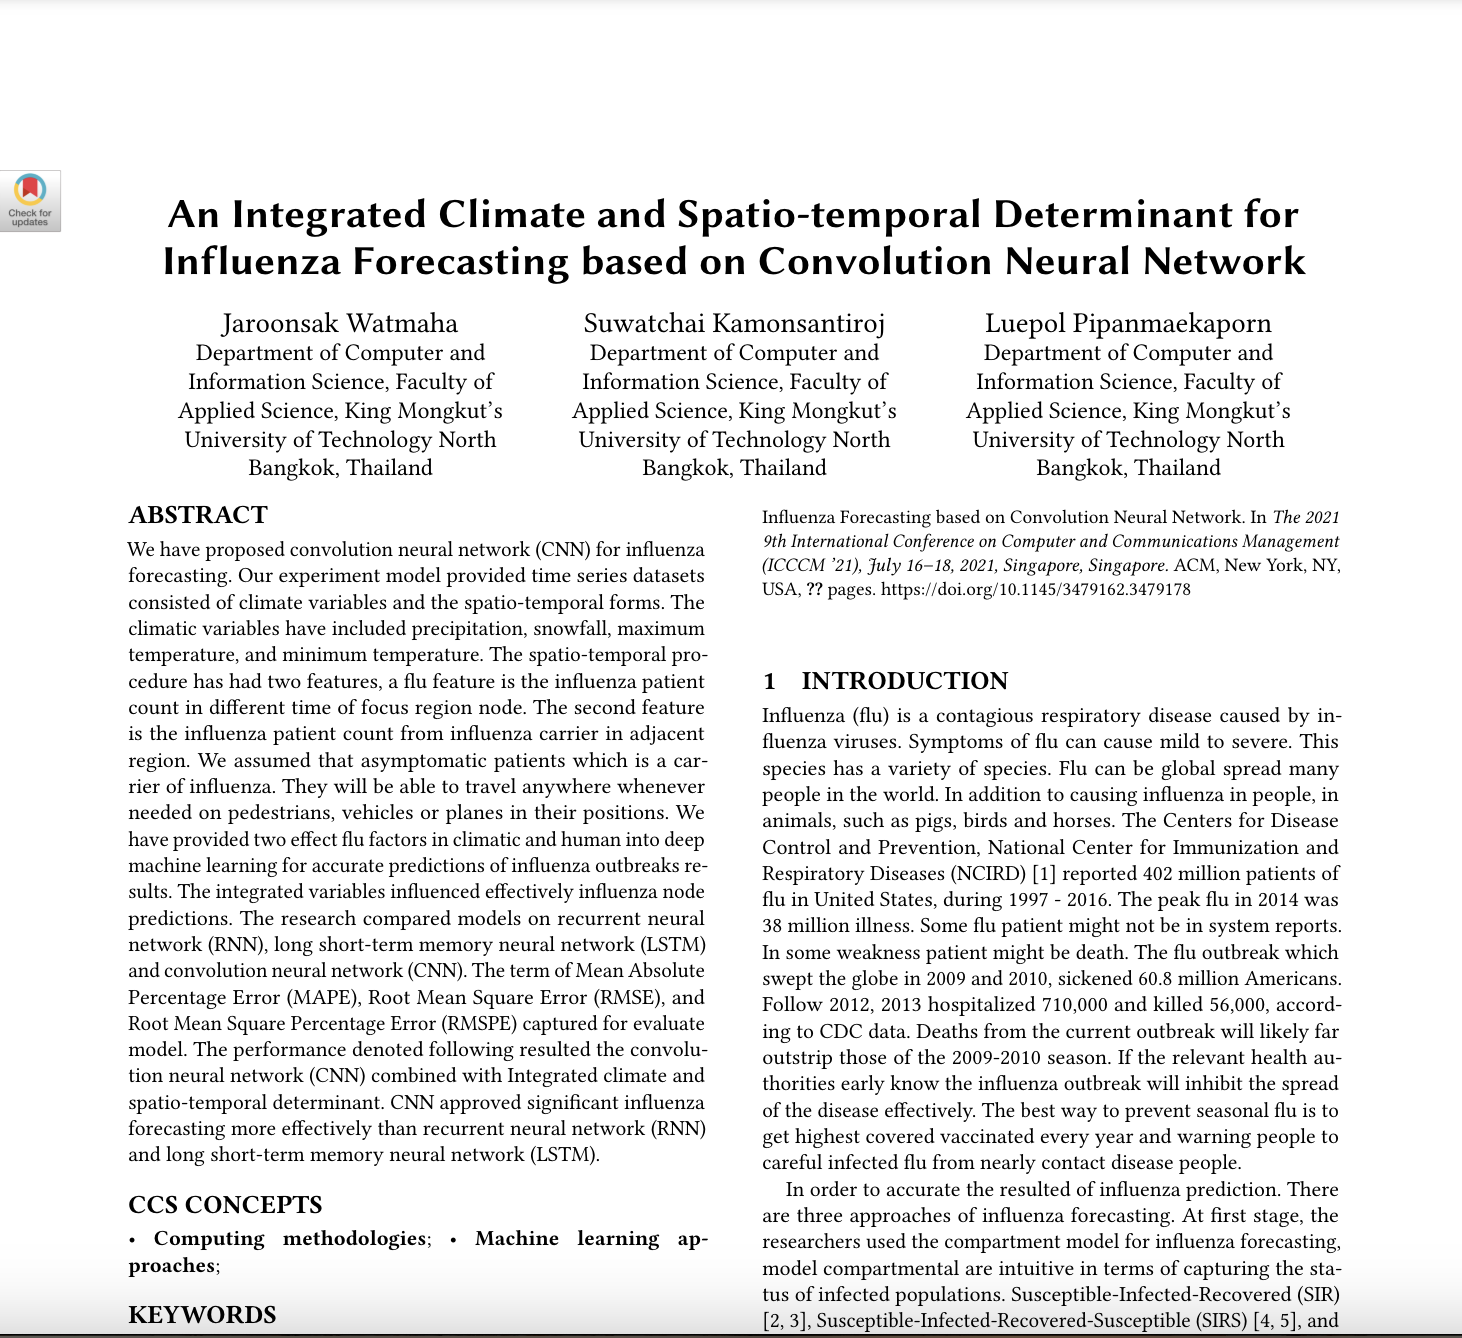 Check for
updates
An Integrated Climate and Spatio-temporal Determinant for
Influenza Forecasting based on Convolution Neural Network
Jaroonsak Watmaha
Department of Computer and
Information Science, Faculty of
Applied Science, King Mongkut's
University of Technology North
Bangkok, Thailand
Suwatchai Kamonsantiroj
Department of Computer and
Information Science, Faculty of
Applied Science, King Mongkut's
University of Technology North
Bangkok, Thailand
Luepol Pipanmaekaporn
Department of Computer and
Information Science, Faculty of
Applied Science, King Mongkut's
University of Technology North
Bangkok, Thailand
ABSTRACT
We have proposed convolution neural network (CNN) for influenza
forecasting. Our experiment model provided time series datasets
consisted of climate variables and the spatio-temporal forms. The
climatic variables have included precipitation, snowfall, maximum
temperature, and minimum temperature. The spatio-temporal pro-
cedure has had two features, a flu feature is the influenza patient
count in different time of focus region node. The second feature
is the influenza patient count from influenza carrier in adjacent
region. We assumed that asymptomatic patients which is a car-
rier of influenza. They will be able to travel anywhere whenever
needed on pedestrians, vehicles or planes in their positions. We
have provided two effect flu factors in climatic and human into deep
machine learning for accurate predictions of influenza outbreaks re-
sults. The integrated variables influenced effectively influenza node
predictions. The research compared models on recurrent neural
network (RNN), long short-term memory neural network (LSTM)
and convolution neural network (CNN). The term of Mean Absolute
Percentage Error (MAPE), Root Mean Square Error (RMSE), and
Root Mean Square Percentage Error (RMSPE) captured for evaluate
model. The performance denoted following resulted the convolu-
tion neural network (CNN) combined with Integrated climate and
spatio-temporal determinant. CNN approved significant influenza
forecasting more effectively than recurrent neural network (RNN)
and long short-term memory neural network (LSTM).
CCS CONCEPTS
• Computing methodologies; • Machine learning ap-
proaches;
KEYWORDS
Influenza Forecasting based on Convolution Neural Network. In The 2021
9th International Conference on Computer and Communications Management
(ICCCM '21), July 16–18, 2021, Singapore, Singapore. ACM, New York, NY,
USA, ?? pages. https://doi.org/10.1145/3479162.3479178
1 INTRODUCTION
Influenza (flu) is a contagious respiratory disease caused by in-
fluenza viruses. Symptoms of flu can cause mild to severe. This
species has a variety of species. Flu can be global spread many
people in the world. In addition to causing influenza in people, in
animals, such as pigs, birds and horses. The Centers for Disease
Control and Prevention, National Center for Immunization and
Respiratory Diseases (NCIRD) [1] reported 402 million patients of
flu in United States, during 1997 - 2016. The peak flu in 2014 was
38 million illness. Some flu patient might not be in system reports.
In some weakness patient might be death. The flu outbreak which
swept the globe in 2009 and 2010, sickened 60.8 million Americans.
Follow 2012, 2013 hospitalized 710,000 and killed 56,000, accord-
ing to CDC data. Deaths from the current outbreak will likely far
outstrip those of the 2009-2010 season. If the relevant health au-
thorities early know the influenza outbreak will inhibit the spread
of the disease effectively. The best way to prevent seasonal flu is to
get highest covered vaccinated every year and warning people to
careful infected flu from nearly contact disease people.
In order to accurate the resulted of influenza prediction. There
are three approaches of influenza forecasting. At first stage, the
researchers used the compartment model for influenza forecasting,
model compartmental are intuitive in terms of capturing the sta-
tus of infected populations. Susceptible-Infected-Recovered (SIR)
[2, 3], Susceptible-Infected-Recovered-Susceptible (SIRS) [4, 5], and